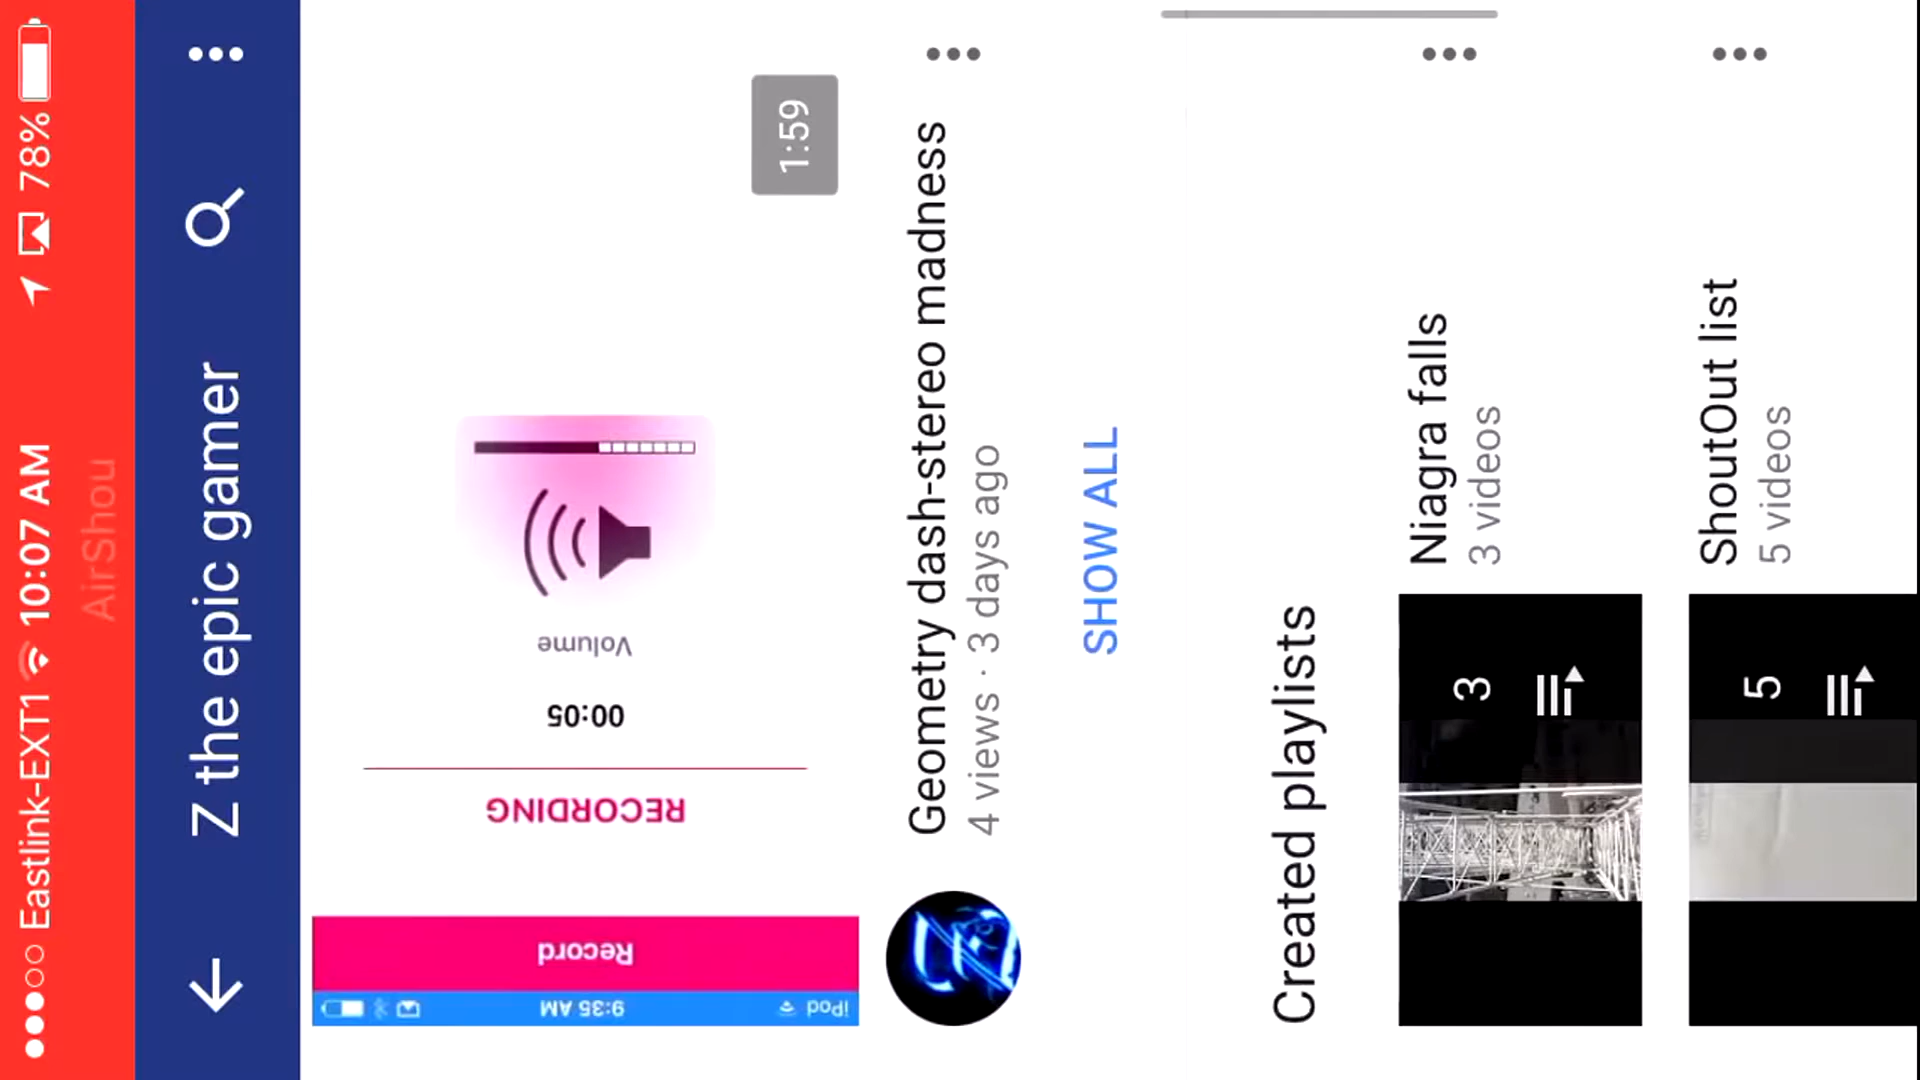 Eastlink-EXT1 10:07 AM 78%
AirShou
Z the epic gamer
iPod 9:35 AM
Record
RECORDING
00:05
Volume
1:59
Geometry dash-stereo madness
4 views · 3 days ago
SHOW ALL
Created playlists
3
Niagra falls
3 videos
5
ShoutOut list
5 videos